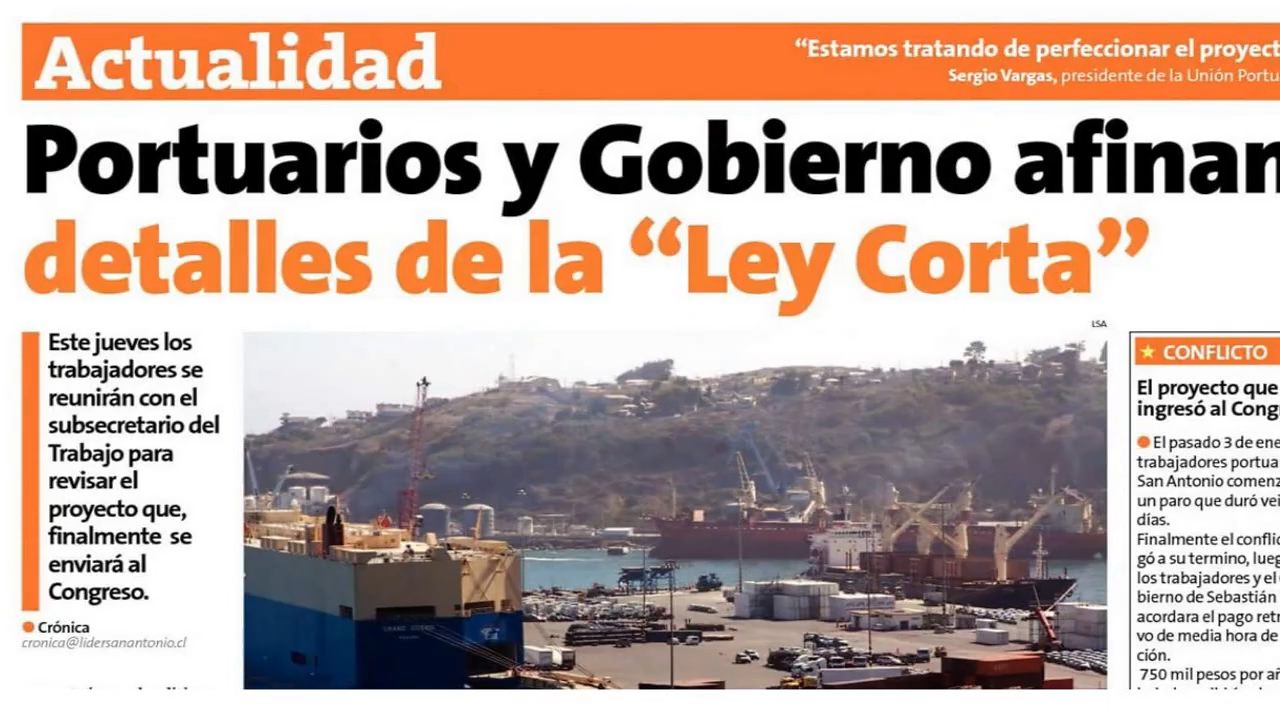 Actualidad
“Estamos tratando de perfeccionar el proyect
Sergio Vargas, presidente de la Unión Portu
Portuarios y Gobierno afinan
detalles de la “Ley Corta”
LSA
Este jueves los
trabajadores se
reunirán con el
subsecretario del
Trabajo para
revisar el
proyecto que,
finalmente se
enviará al
Congreso.
Crónica
cronica@lidersanantonio.cl
CONFLICTO
El proyecto que
ingresó al Cong
El pasado 3 de ene
trabajadores portua
San Antonio comenz
un paro que duró vei
días.
Finalmente el conflic
gó a su termino, lueg
los trabajadores y el
bierno de Sebastián
acordara el pago retr
vo de media hora de
ción.
750 mil pesos por añ